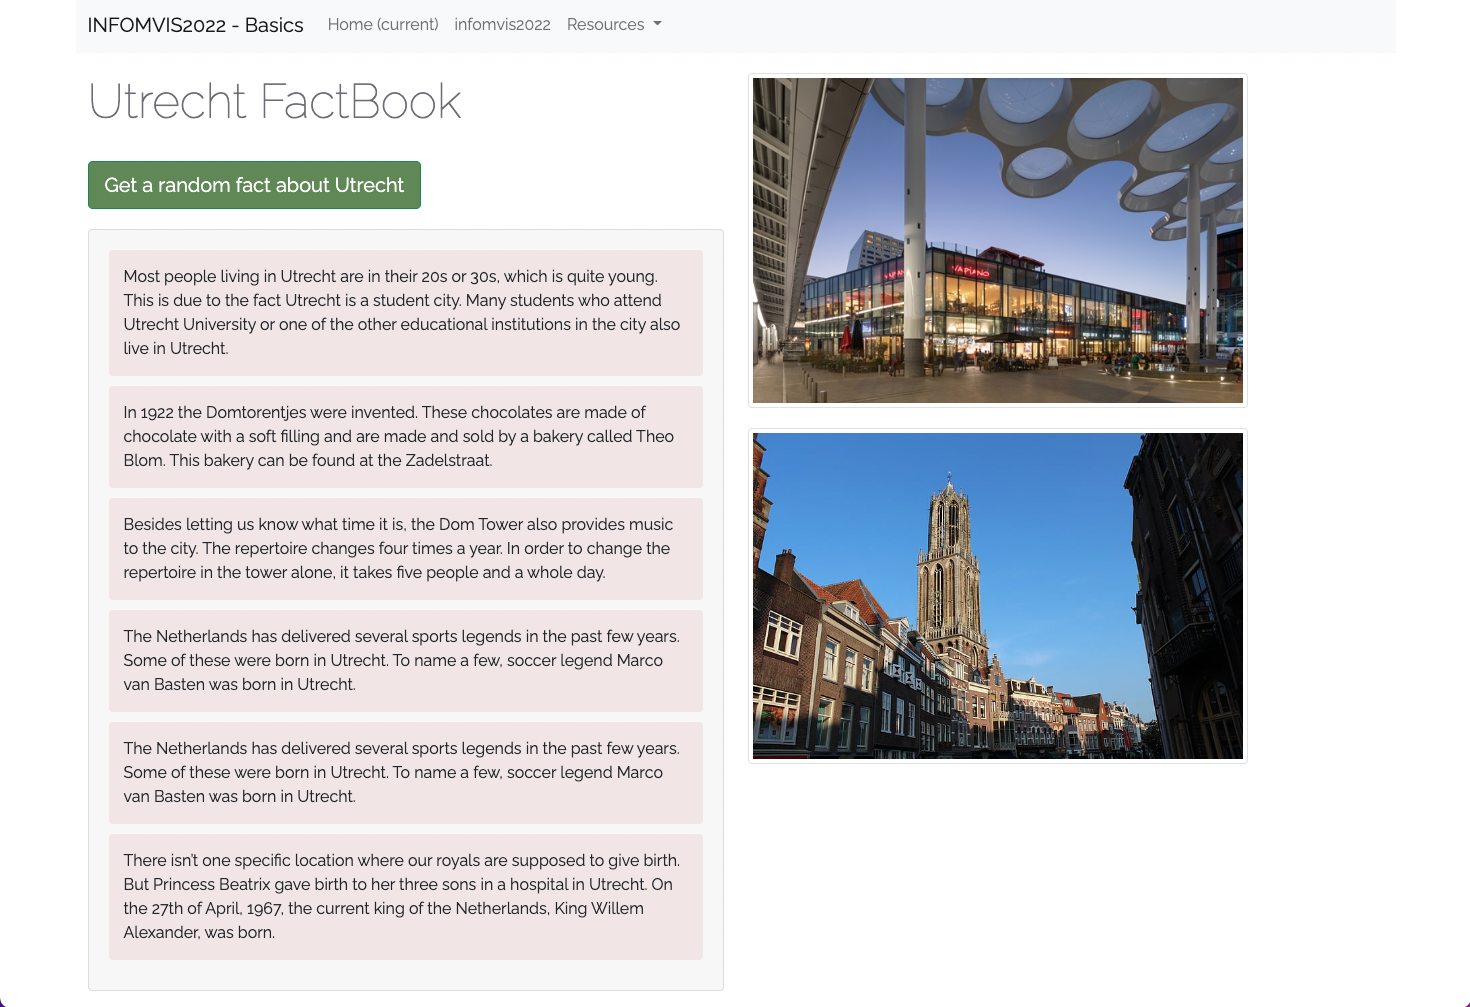 INFOMVIS2022 - Basics Home (current) infomvis2022 Resources
Utrecht FactBook
Get a random fact about Utrecht
Most people living in Utrecht are in their 20s or 30s, which is quite young.
This is due to the fact Utrecht is a student city. Many students who attend
Utrecht University or one of the other educational institutions in the city also
live in Utrecht.
In 1922 the Domtorentjes were invented. These chocolates are made of
chocolate with a soft filling and are made and sold by a bakery called Theo
Blom. This bakery can be found at the Zadelstraat.
Besides letting us know what time it is, the Dom Tower also provides music
to the city. The repertoire changes four times a year. In order to change the
repertoire in the tower alone, it takes five people and a whole day.
The Netherlands has delivered several sports legends in the past few years.
Some of these were born in Utrecht. To name a few, soccer legend Marco
van Basten was born in Utrecht.
The Netherlands has delivered several sports legends in the past few years.
Some of these were born in Utrecht. To name a few, soccer legend Marco
van Basten was born in Utrecht.
There isn't one specific location where our royals are supposed to give birth.
But Princess Beatrix gave birth to her three sons in a hospital in Utrecht. On
the 27th of April, 1967, the current king of the Netherlands, King Willem
Alexander, was born.
VAPIANO